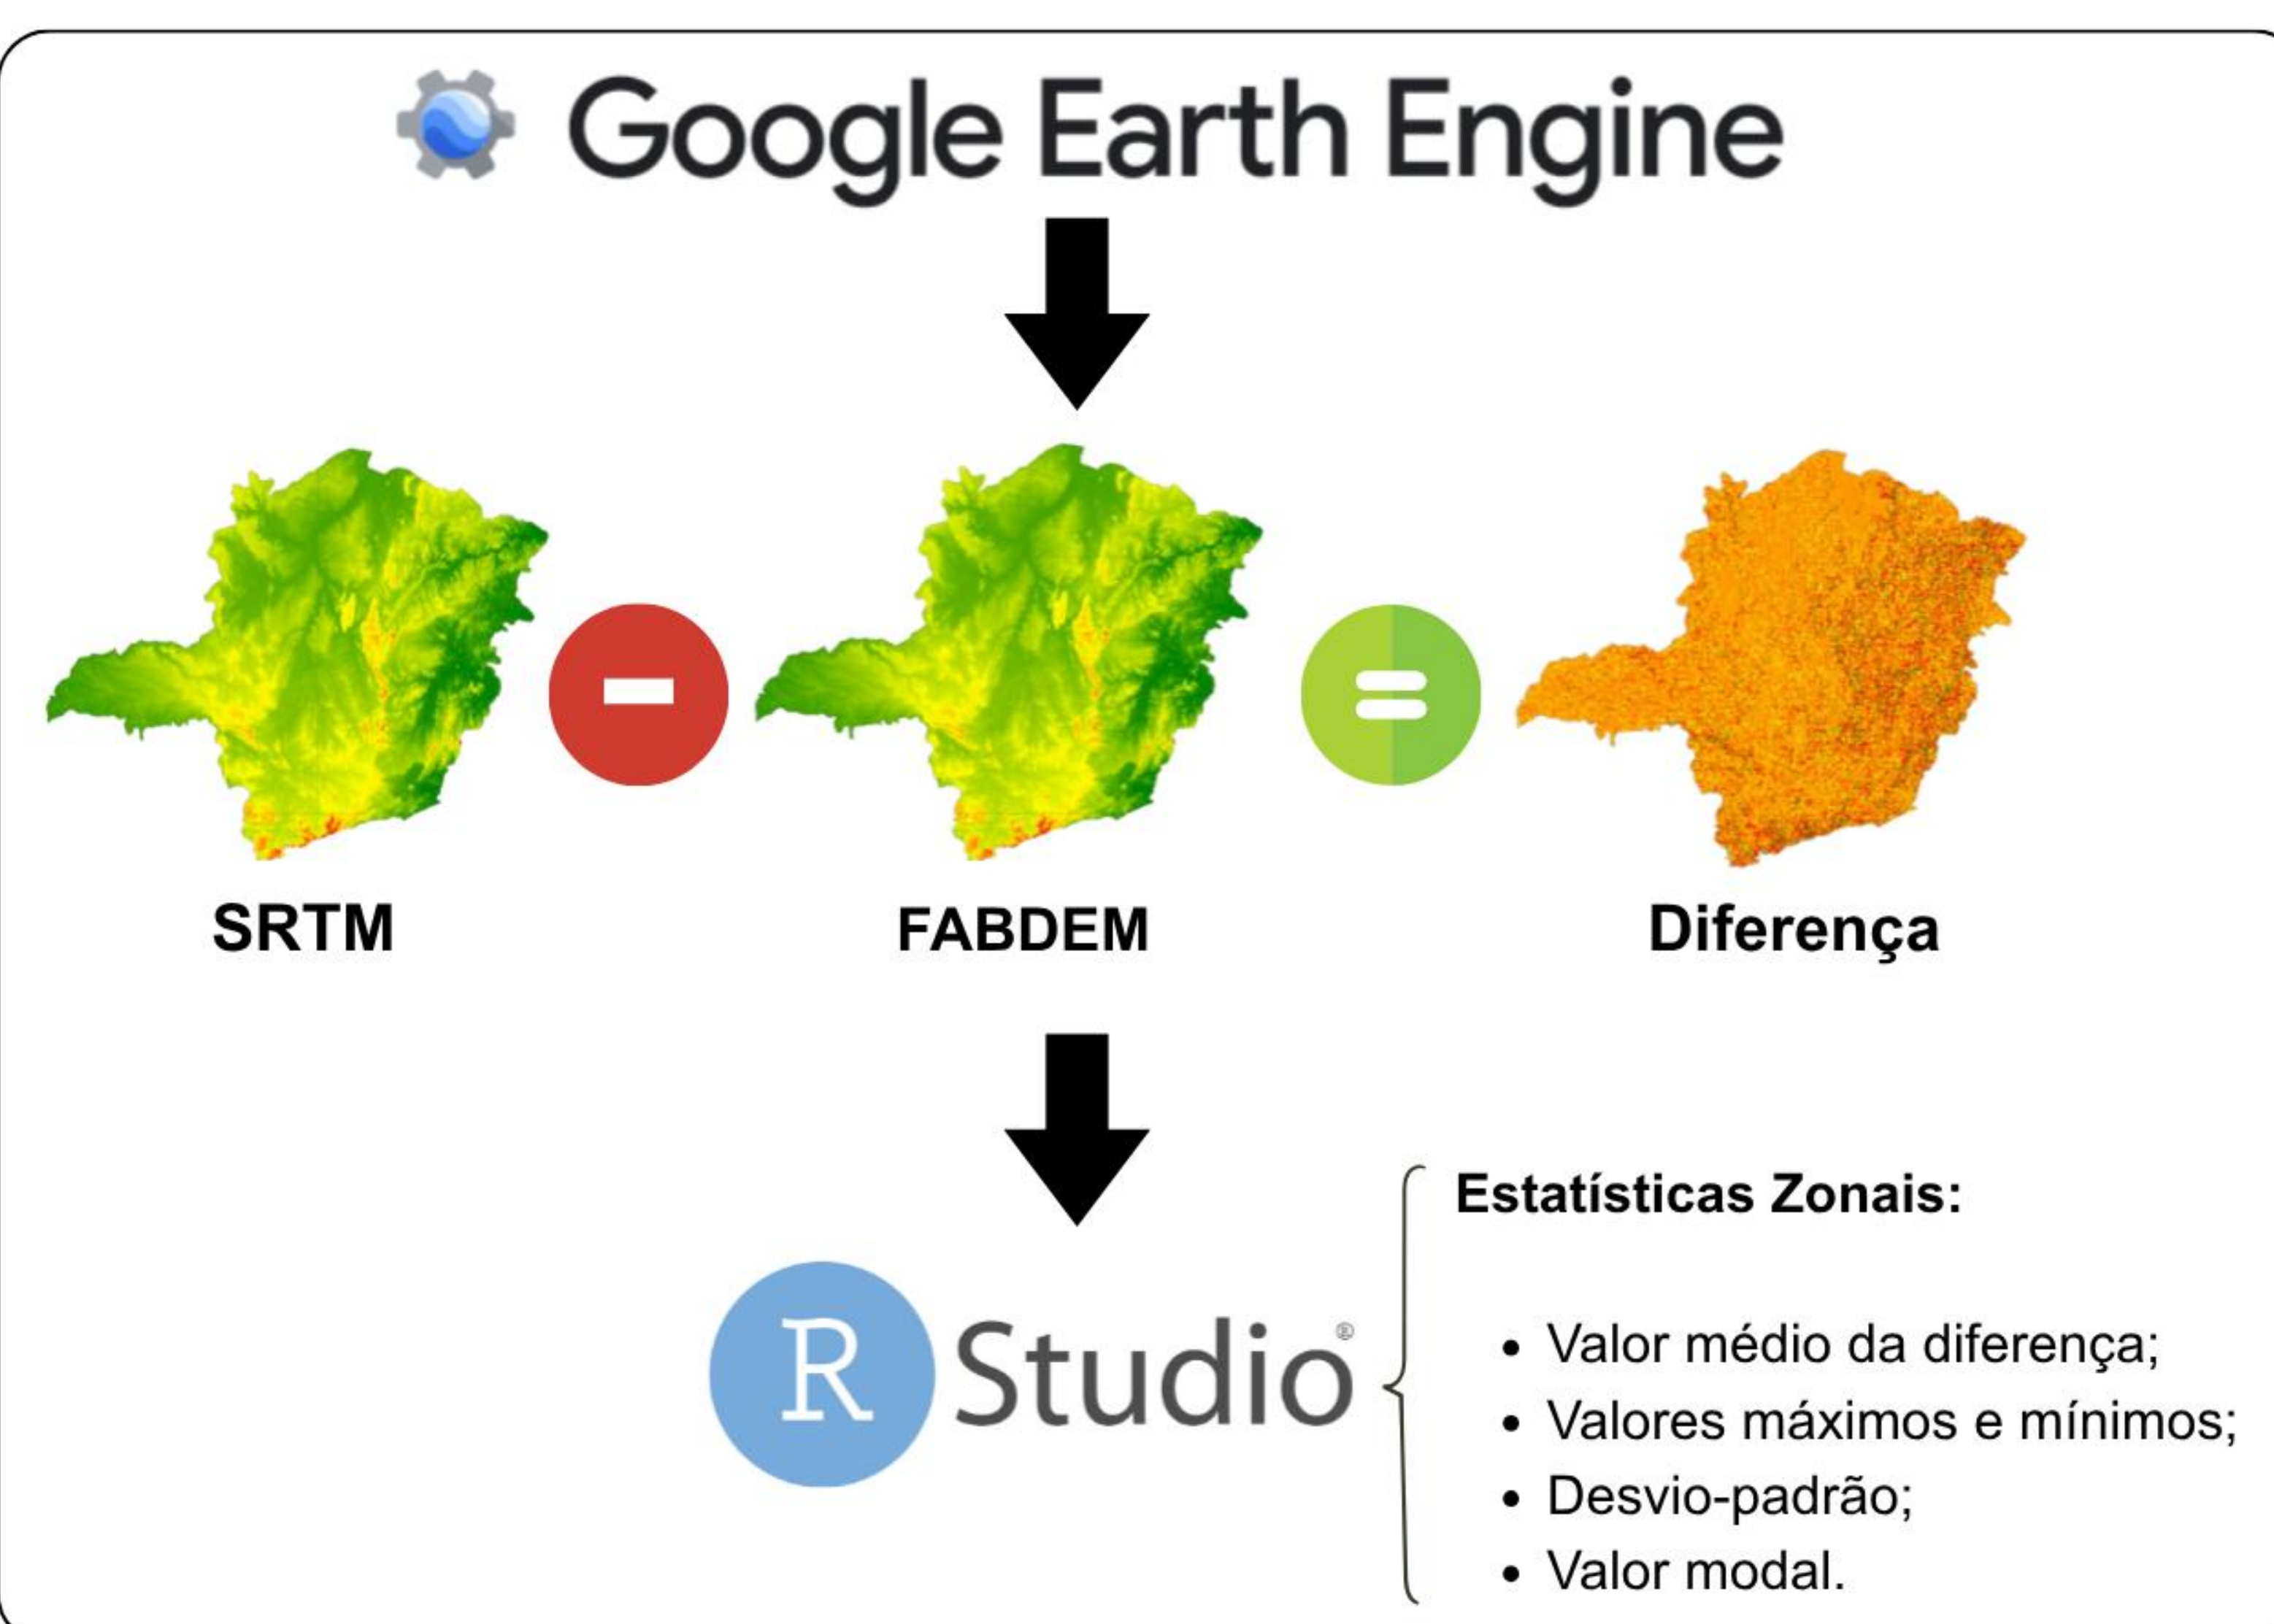 Google Earth Engine
SRTM
FABDEM
Diferença
R Studio®
Estatísticas Zonais:
• Valor médio da diferença;
• Valores máximos e mínimos;
• Desvio-padrão;
• Valor modal.